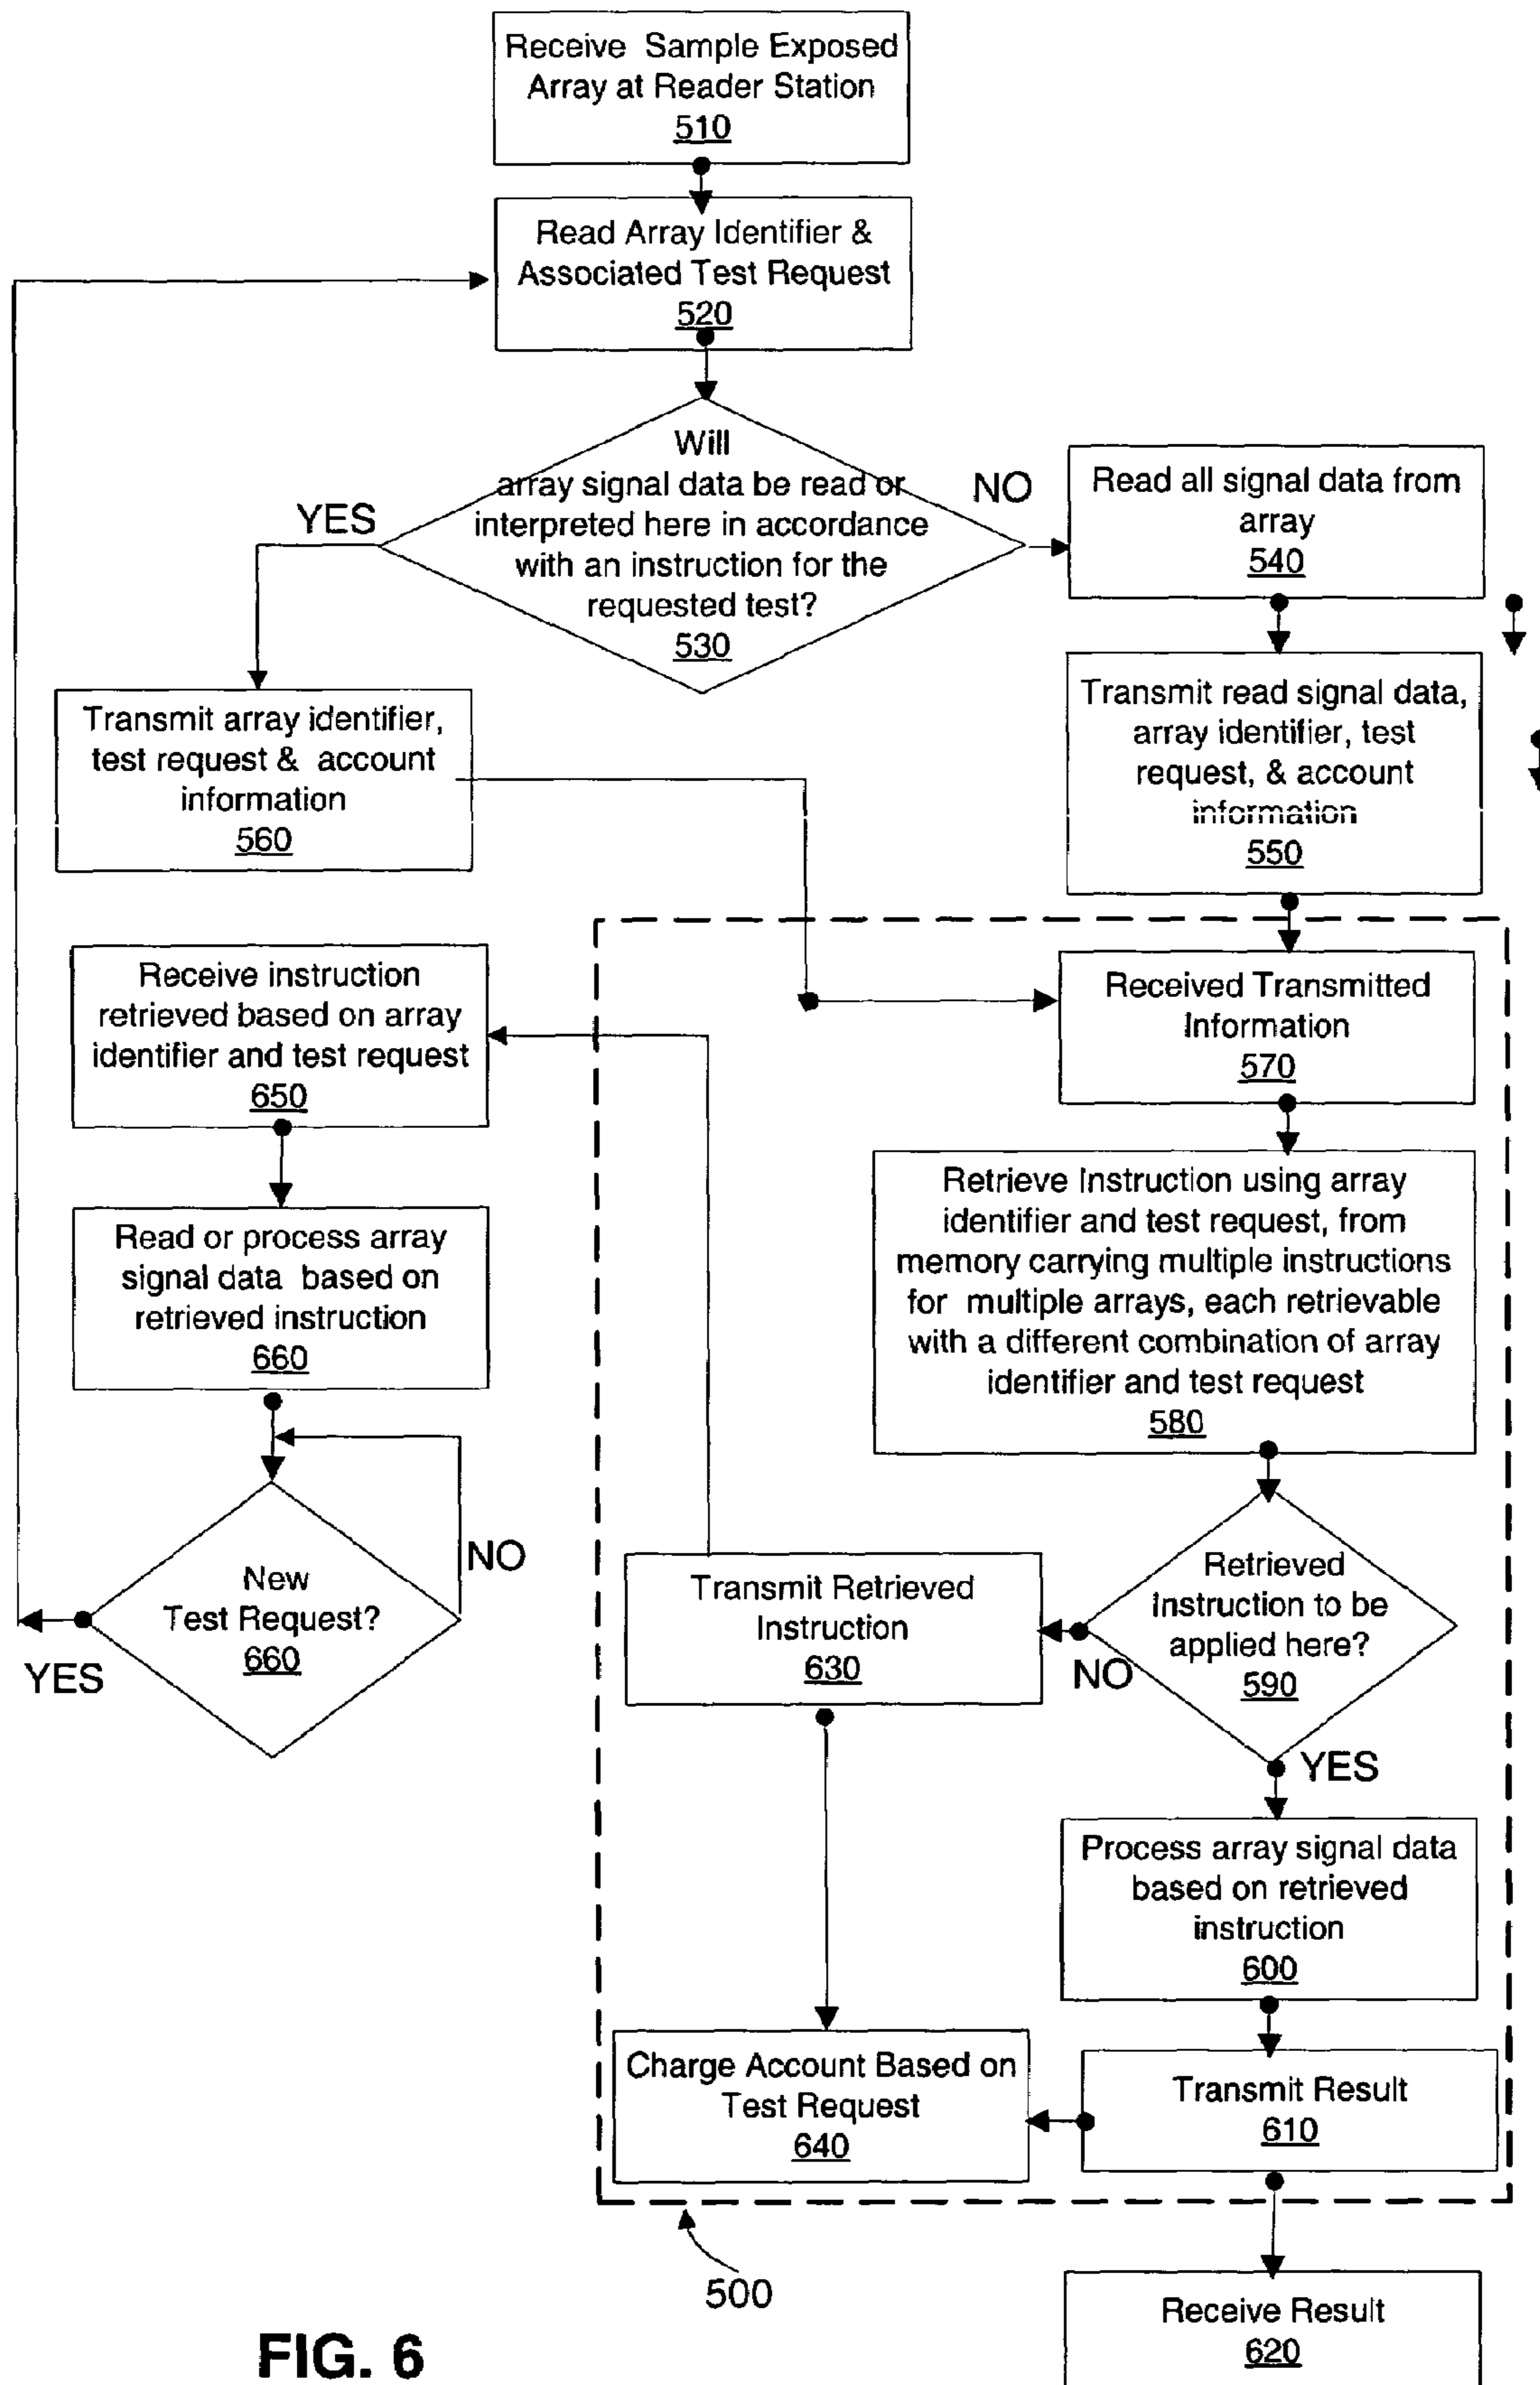 Receive Sample Exposed
Array at Reader Station
510
Read Array Identifier &
Associated Test Request
520
Will
array signal data be read or
interpreted here in accordance
with an instruction for the
requested test?
530
YES
NO
Read all signal data from
array
540
Transmit array identifier,
test request & account
information
560
Transmit read signal data,
array identifier, test
request, & account
information
550
Received Transmitted
Information
570
Receive instruction
retrieved based on array
identifier and test request
650
Retrieve Instruction using array
identifier and test request, from
memory carrying multiple instructions
for multiple arrays, each retrievable
with a different combination of array
identifier and test request
580
Read or process array
signal data based on
retrieved instruction
660
New
Test Request?
660
NO
YES
Transmit Retrieved
Instruction
630
Retrieved
Instruction to be
applied here?
590
NO
YES
Process array signal data
based on retrieved
instruction
600
Charge Account Based on
Test Request
640
Transmit Result
610
500
Receive Result
620
FIG. 6